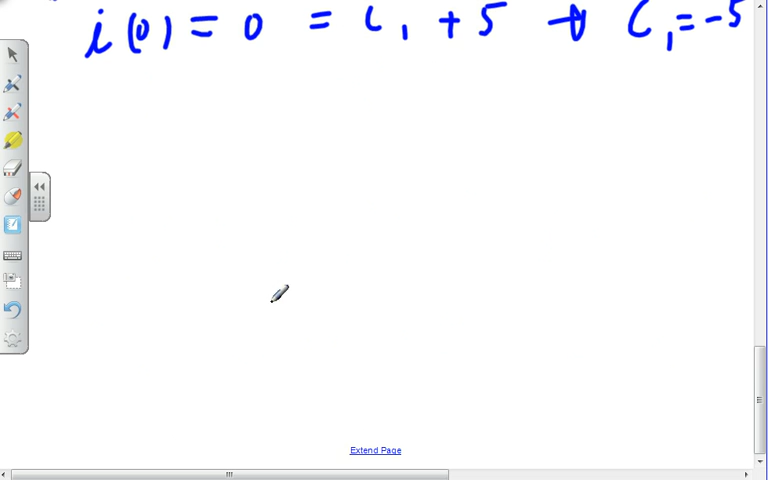 i(0) = 0 = C₁ + 5 → C₁ = -5
Extend Page